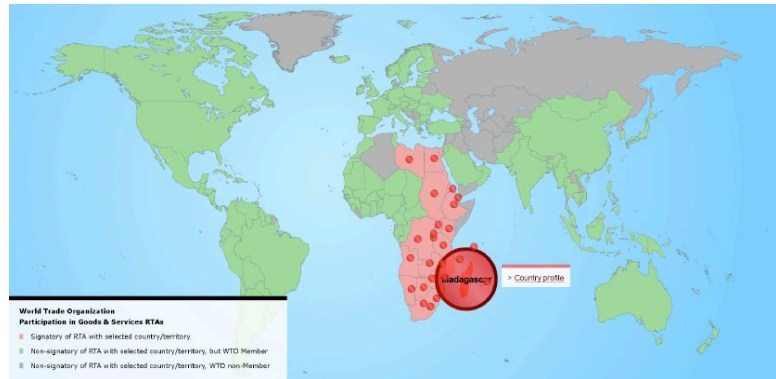 Madagascar
> Country profile
World Trade Organization
Participation in Goods & Services RTAs
Signatory of RTA with selected country/territory
Non-signatory of RTA with selected country/territory, but WTO Member
Non-signatory of RTA with selected country/territory, WTO non-Member